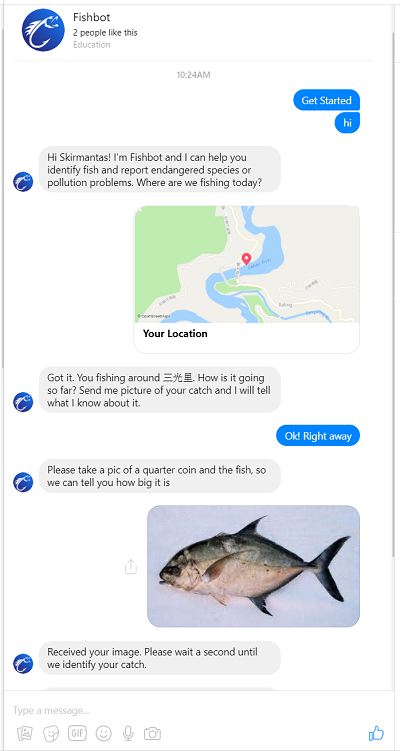 Fishbot
2 people like this
Education
10:24AM
Get Started
hi
Hi Skirmantas! I'm Fishbot and I can help you
identify fish and report endangered species or
pollution problems. Where are we fishing today?
© OpenStreetMap
Your Location
Got it. You fishing around 三光里. How is it going
so far? Send me picture of your catch and I will tell
what I know about it.
Ok! Right away
Please take a pic of a quarter coin and the fish, so
we can tell you how big it is
Received your image. Please wait a second until
we identify your catch.
Type a message...
GIF